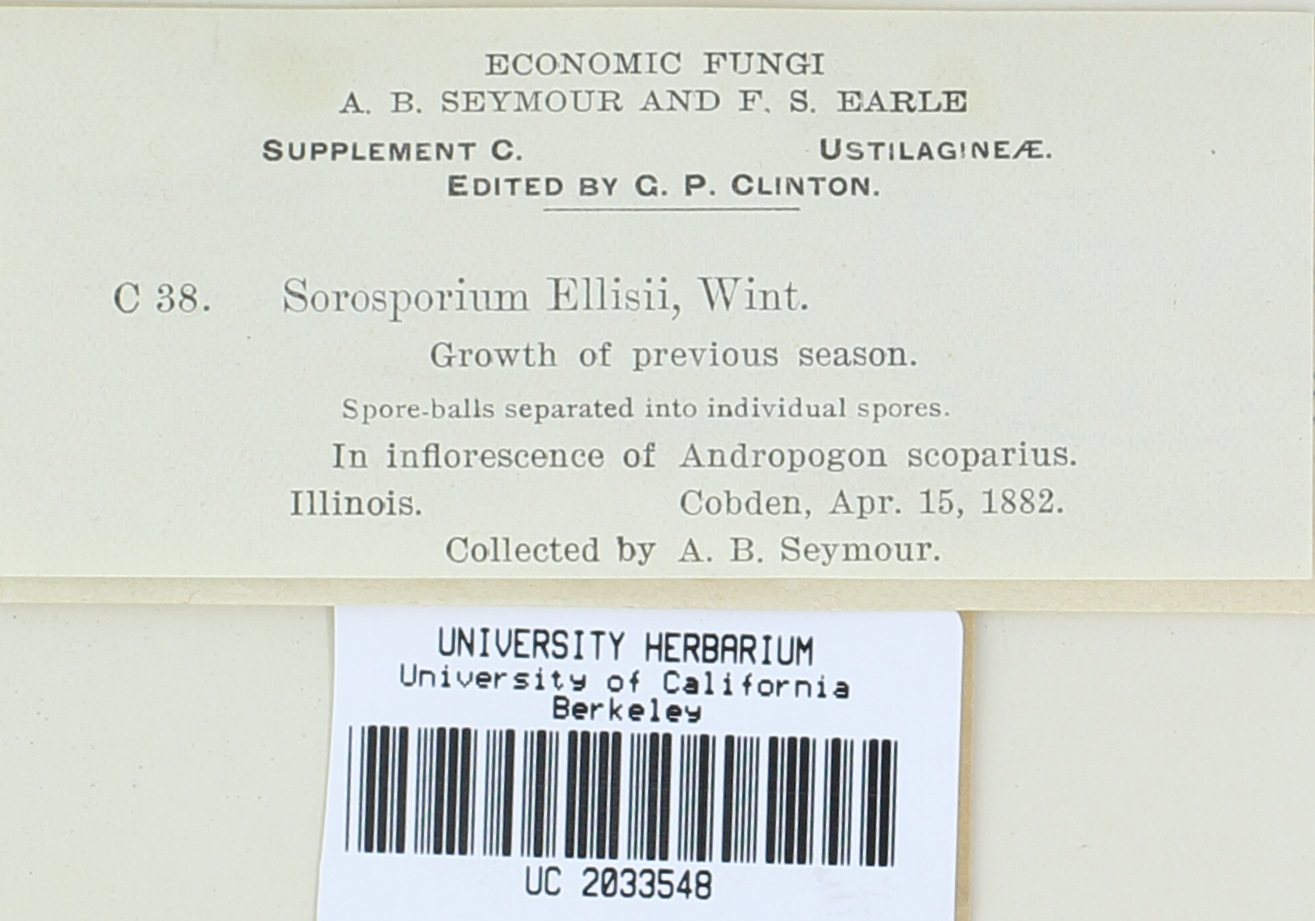 ECONOMIC FUNGI
A. B. SEYMOUR AND F. S. EARLE
SUPPLEMENT C. USTILAGINEÆ.
EDITED BY G. P. CLINTON.
C 38. Sorosporium Ellisii, Wint.
Growth of previous season.
Spore-balls separated into individual spores.
In inflorescence of Andropogon scoparius.
Illinois. Cobden, Apr. 15, 1882.
Collected by A. B. Seymour.
UNIVERSITY HERBARIUM
University of California
Berkeley
UC 2033548